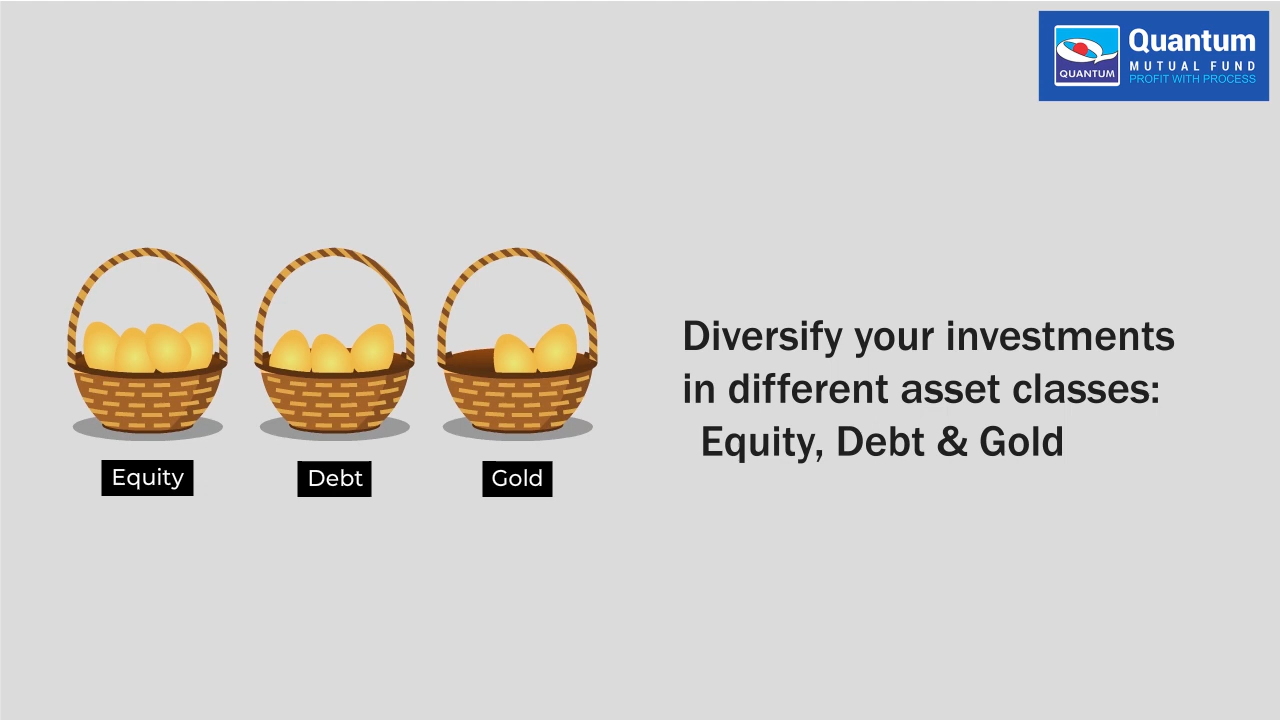 Quantum
MUTUAL FUND
PROFIT WITH PROCESS
QUANTUM
Diversify your investments
in different asset classes:
Equity, Debt & Gold
Equity
Debt
Gold